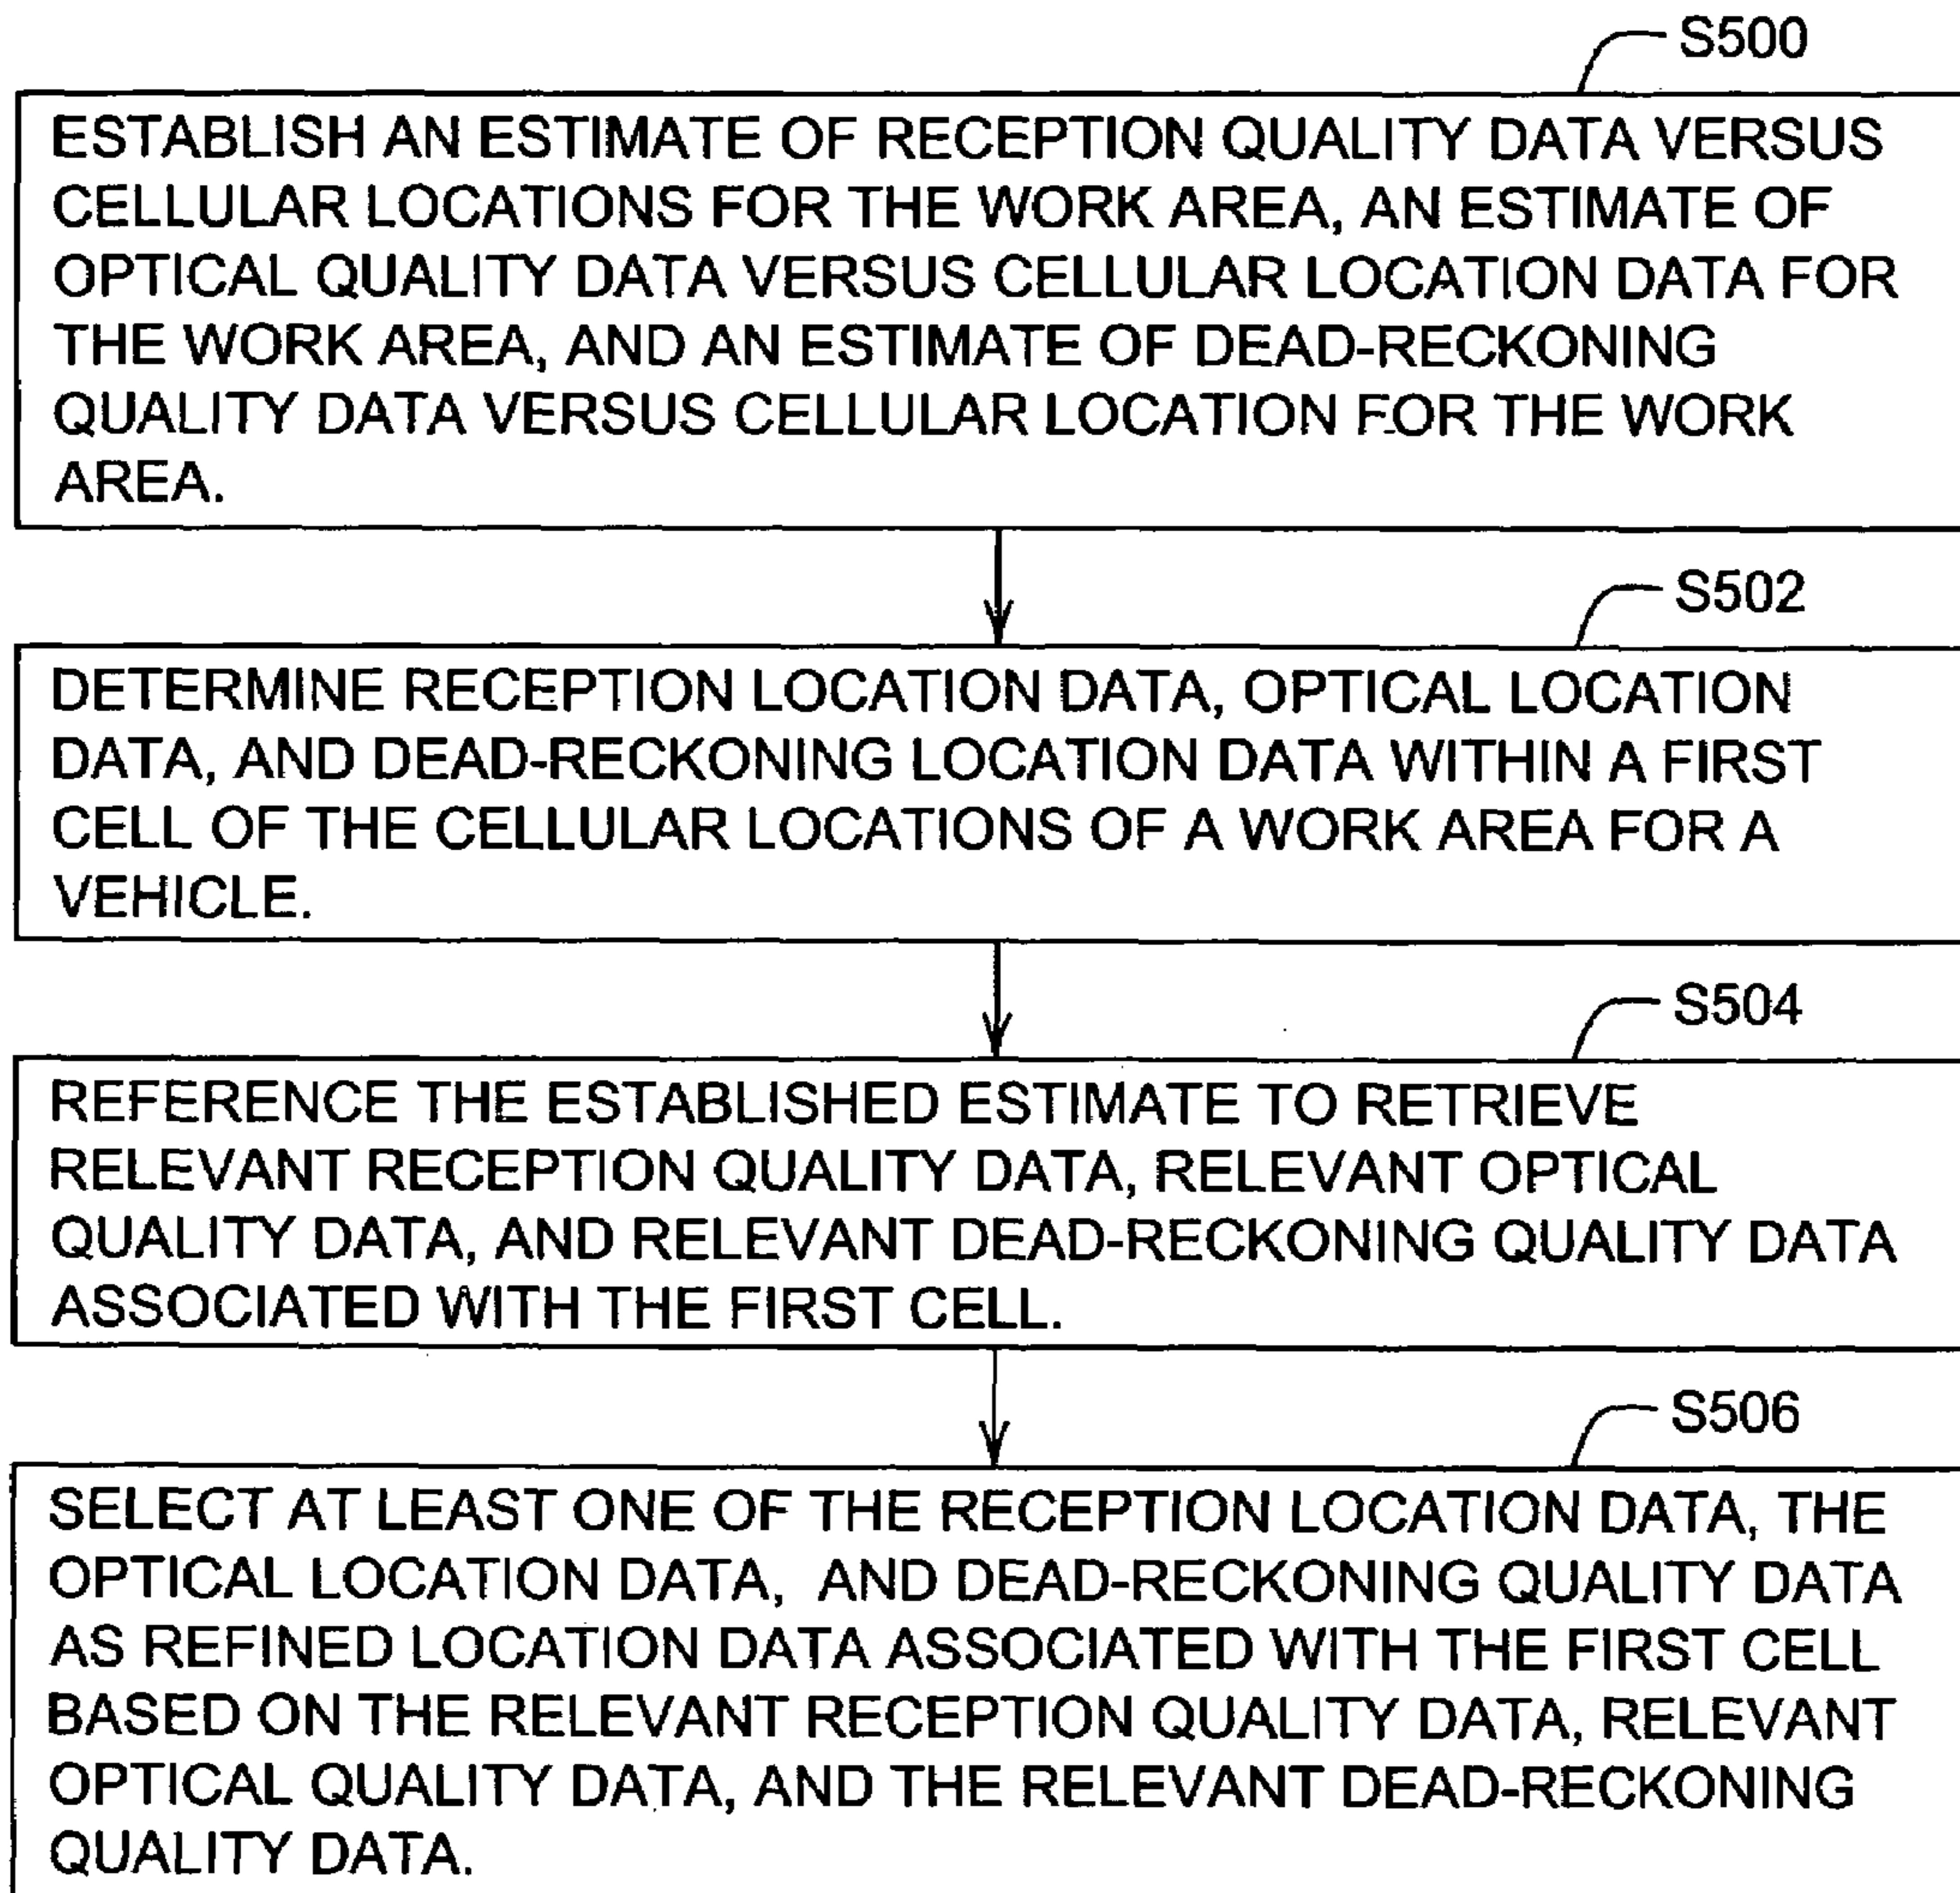 S500
ESTABLISH AN ESTIMATE OF RECEPTION QUALITY DATA VERSUS
CELLULAR LOCATIONS FOR THE WORK AREA, AN ESTIMATE OF
OPTICAL QUALITY DATA VERSUS CELLULAR LOCATION DATA FOR
THE WORK AREA, AND AN ESTIMATE OF DEAD-RECKONING
QUALITY DATA VERSUS CELLULAR LOCATION FOR THE WORK
AREA.
S502
DETERMINE RECEPTION LOCATION DATA, OPTICAL LOCATION
DATA, AND DEAD-RECKONING LOCATION DATA WITHIN A FIRST
CELL OF THE CELLULAR LOCATIONS OF A WORK AREA FOR A
VEHICLE.
S504
REFERENCE THE ESTABLISHED ESTIMATE TO RETRIEVE
RELEVANT RECEPTION QUALITY DATA, RELEVANT OPTICAL
QUALITY DATA, AND RELEVANT DEAD-RECKONING QUALITY DATA
ASSOCIATED WITH THE FIRST CELL.
S506
SELECT AT LEAST ONE OF THE RECEPTION LOCATION DATA, THE
OPTICAL LOCATION DATA, AND DEAD-RECKONING QUALITY DATA
AS REFINED LOCATION DATA ASSOCIATED WITH THE FIRST CELL
BASED ON THE RELEVANT RECEPTION QUALITY DATA, RELEVANT
OPTICAL QUALITY DATA, AND THE RELEVANT DEAD-RECKONING
QUALITY DATA.